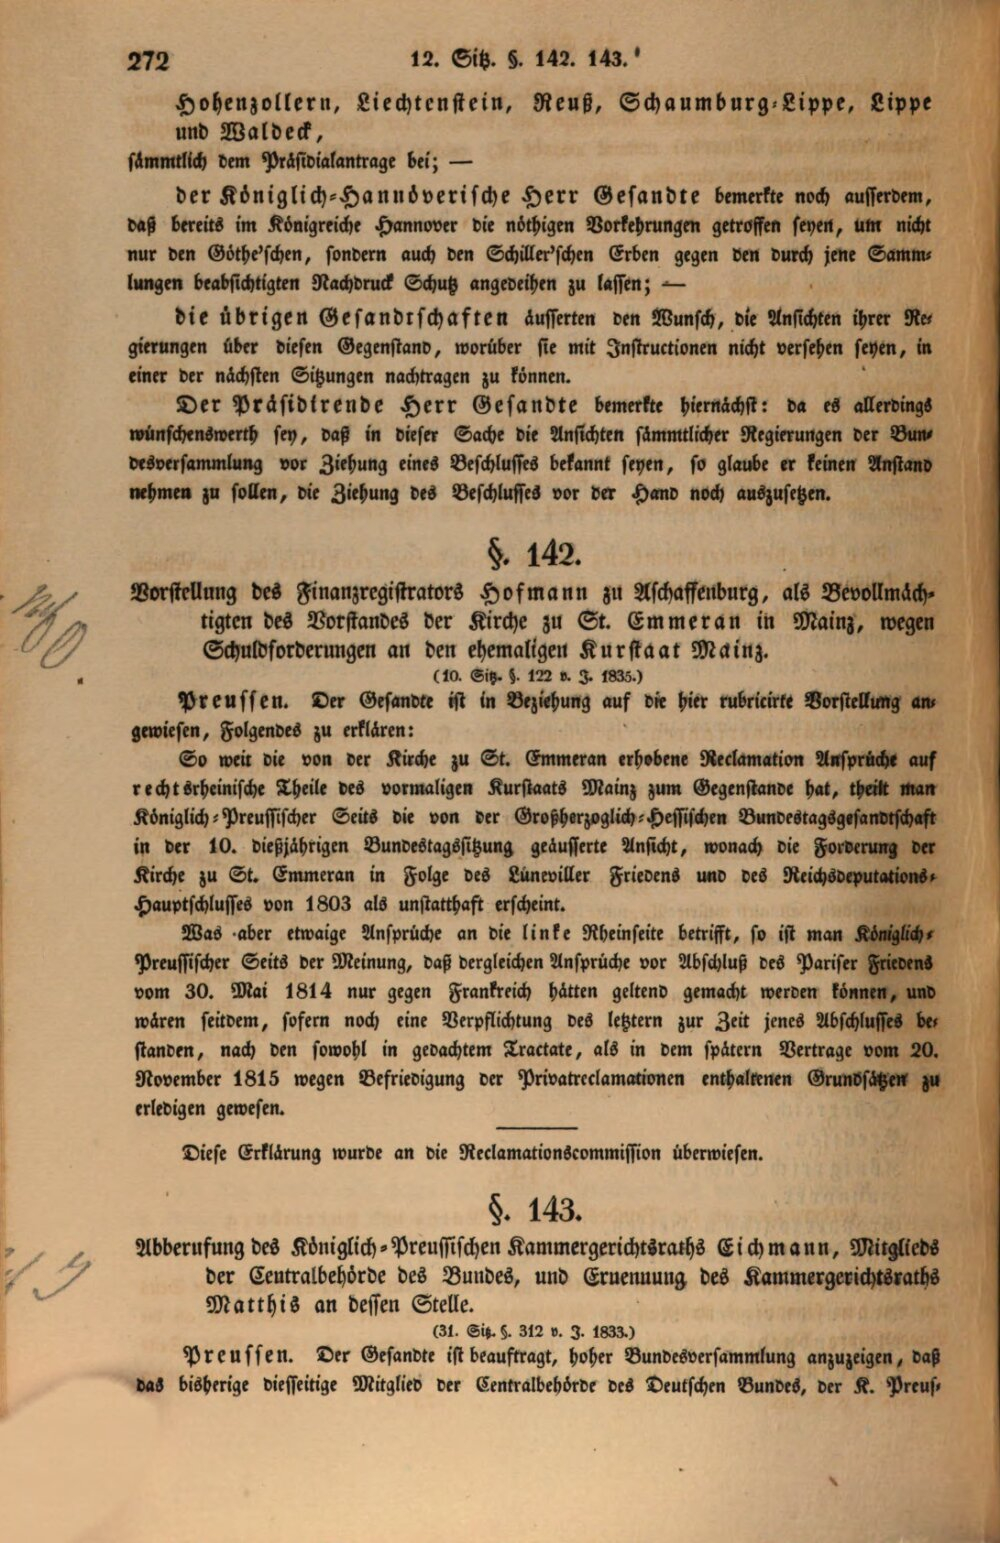 272
12. Sitz. §. 142. 143.
Hohenzollern, Liechtenstein, Reuß, Schaumburg-Lippe, Lippe
und Waldeck,
sämmtlich dem Präsidialantrage bei; —
der Königlich-Hannöverische Herr Gesandte bemerkte noch ausserdem,
daß bereits im Königreiche Hannover die nöthigen Vorkehrungen getroffen seyen, um nicht
nur den Göthe'schen, sondern auch den Schiller'schen Erben gegen den durch jene Samm-
lungen beabsichtigten Nachdruck Schutz angedeihen zu lassen; —
die übrigen Gesandtschaften äusserten den Wunsch, die Ansichten ihrer Re-
gierungen über diesen Gegenstand, worüber sie mit Instructionen nicht versehen seyen, in
einer der nächsten Sitzungen nachtragen zu können.
Der Präsidirende Herr Gesandte bemerkte hiernächst: da es allerdings
wünschenswerth sey, daß in dieser Sache die Ansichten sämmtlicher Regierungen der Bun-
desversammlung vor Ziehung eines Beschlusses bekannt seyen, so glaube er keinen Anstand
nehmen zu sollen, die Ziehung des Beschlusses vor der Hand noch auszusetzen.
§. 142.
Vorstellung des Finanzregistrators Hofmann zu Aschaffenburg, als Bevollmäch-
tigten des Vorstandes der Kirche zu St. Emmeran in Mainz, wegen
Schuldforderungen an den ehemaligen Kurstaat Mainz.
(10. Sitz. §. 122 v. J. 1835.)
Preussen. Der Gesandte ist in Beziehung auf die hier rubricirte Vorstellung an-
gewiesen, Folgendes zu erklären:
So weit die von der Kirche zu St. Emmeran erhobene Reclamation Ansprüche auf
rechtsrheinische Theile des vormaligen Kurstaats Mainz zum Gegenstande hat, theilt man
Königlich-Preussischer Seits die von der Großherzoglich-Hessischen Bundestagsgesandtschaft
in der 10. dießjährigen Bundestagssitzung geäusserte Ansicht, wonach die Forderung der
Kirche zu St. Emmeran in Folge des Lüneviller Friedens und des Reichsdeputations-
Hauptschlusses von 1803 als unstatthaft erscheint.
Was aber etwaige Ansprüche an die linke Rheinseite betrifft, so ist man Königlich-
Preussischer Seits der Meinung, daß dergleichen Ansprüche vor Abschluß des Pariser Friedens
vom 30. Mai 1814 nur gegen Frankreich hätten geltend gemacht werden können, und
wären seitdem, sofern noch eine Verpflichtung des letztern zur Zeit jenes Abschlusses be-
standen, nach den sowohl in gedachtem Tractate, als in dem spätern Vertrage vom 20.
November 1815 wegen Befriedigung der Privatreclamationen enthaltenen Grundsätzen zu
erledigen gewesen.
Diese Erklärung wurde an die Reclamationscommission überwiesen.
§. 143.
Abberufung des Königlich-Preussischen Kammergerichtsraths Eichmann, Mitglieds
der Centralbehörde des Bundes, und Ernennung des Kammergerichtsraths
Matthis an dessen Stelle.
(31. Sitz. §. 312 v. J. 1833.)
Preussen. Der Gesandte ist beauftragt, hoher Bundesversammlung anzuzeigen, daß
das bisherige diesseitige Mitglied der Centralbehörde des Deutschen Bundes, der K. Preus-